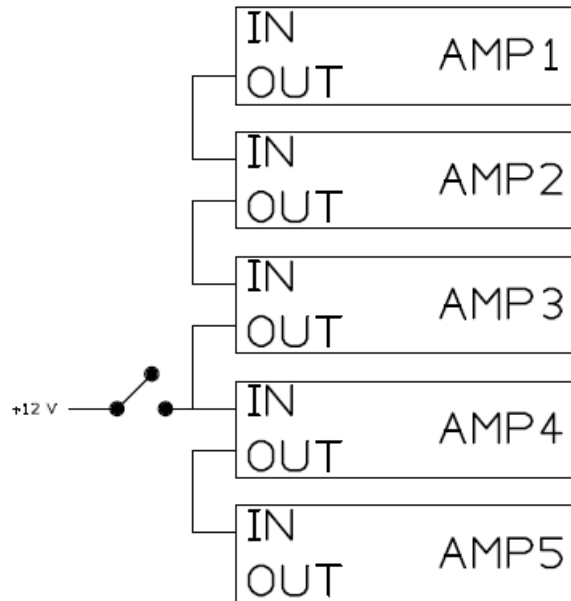 IN
OUT AMP1
IN
OUT AMP2
IN
OUT AMP3
+12 V
IN
OUT AMP4
IN
OUT AMP5